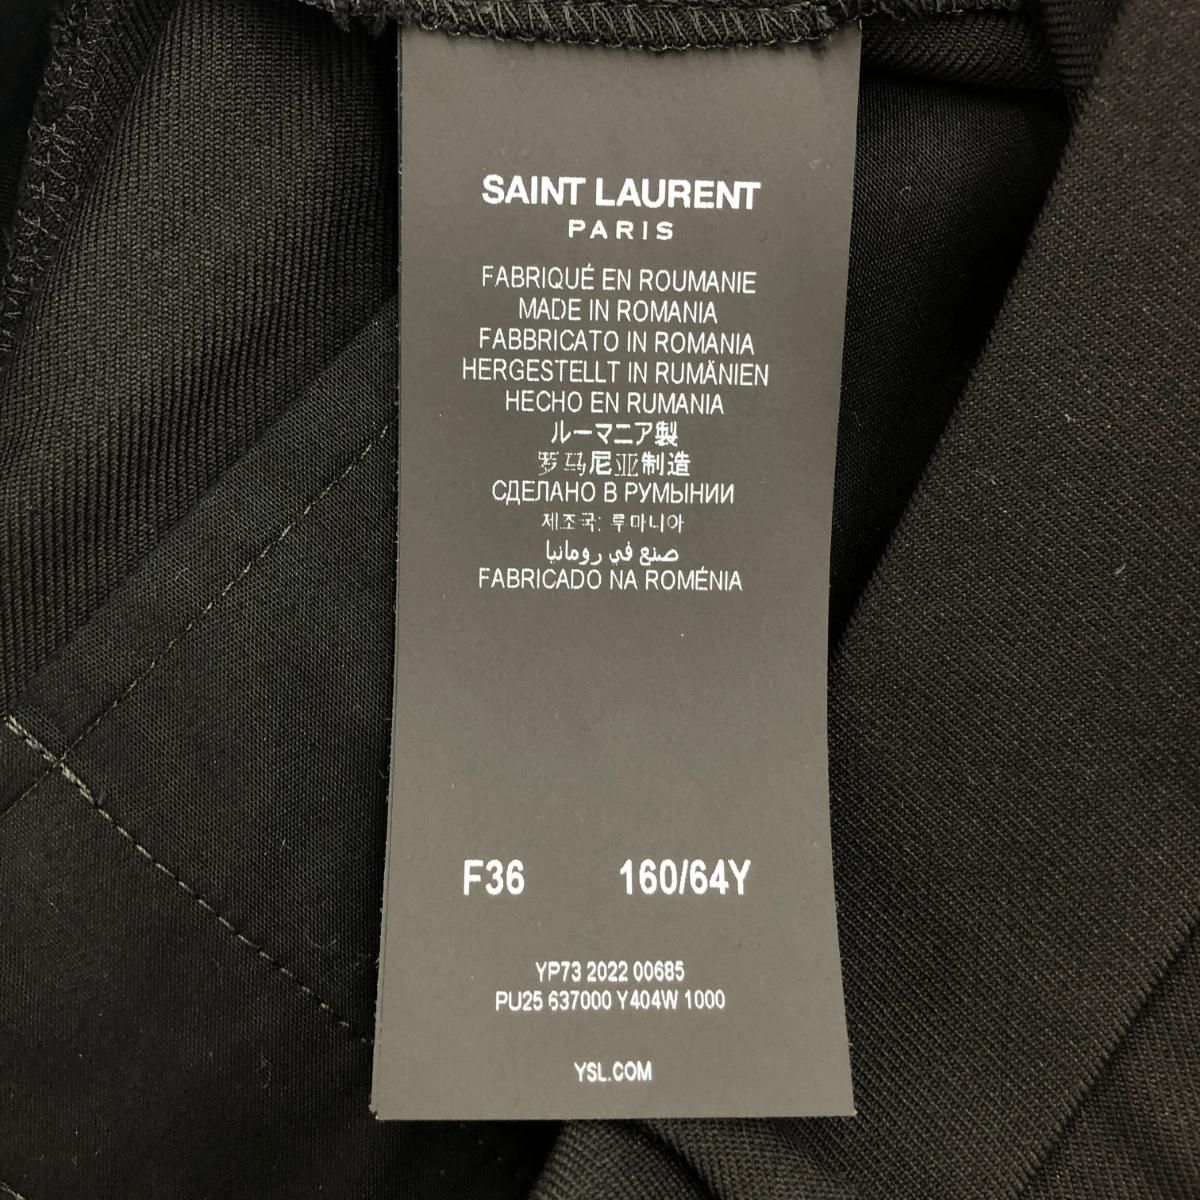 SAINT LAURENT
PARIS
FABRIQUÉ EN ROUMANIE
MADE IN ROMANIA
FABBRICATO IN ROMANIA
HERGESTELLT IN RUMÄNIEN
HECHO EN RUMANIA
ルーマニア製
罗马尼亚制造
СДЕЛАНО В РУМЫНИИ
제조국: 루마니아
صنع في رومانيا
FABRICADO NA ROMÉNIA
F36 160/64Y
YP73 2022 00685
PU25 637000 Y404W 1000
YSL.COM